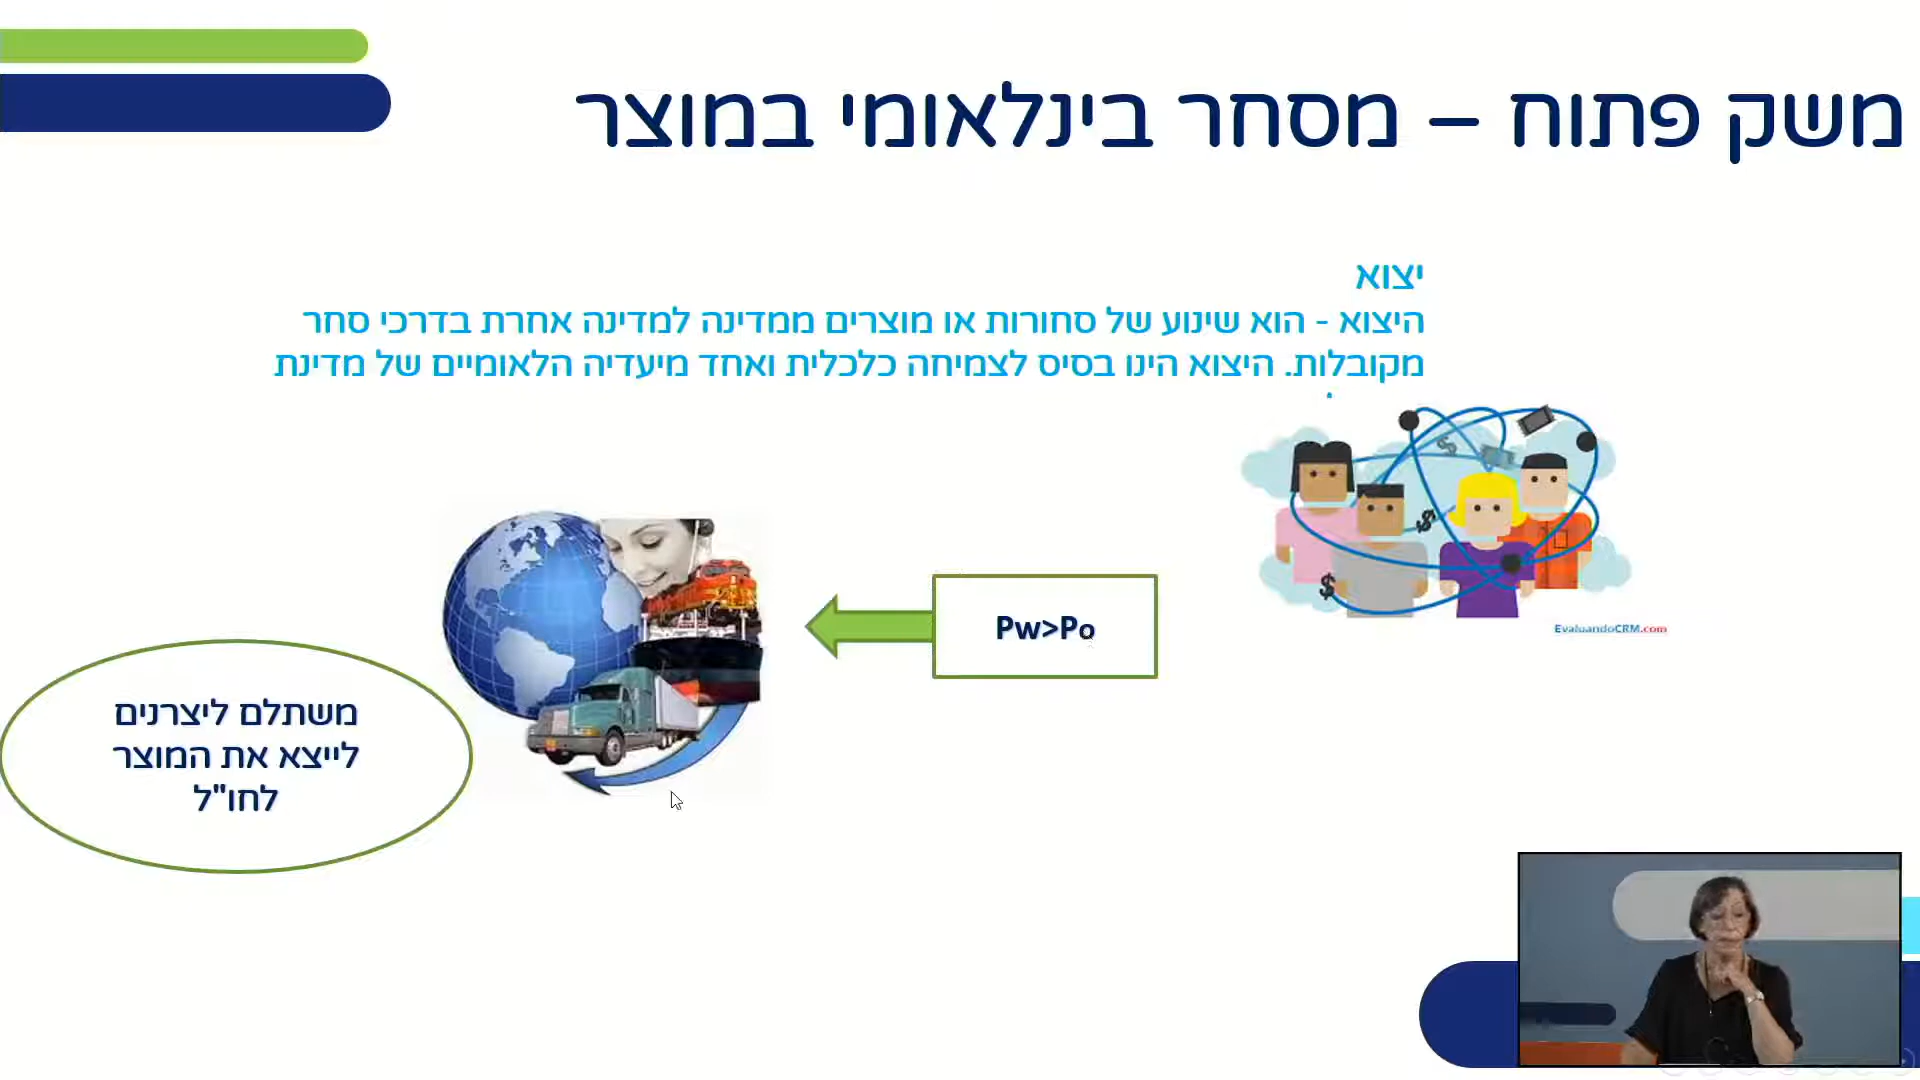 משק פתוח – מסחר בינלאומי במוצר
יצוא
היצוא - הוא שינוע של סחורות או מוצרים ממדינה למדינה אחרת בדרכי סחר
מקובלות. היצוא הינו בסיס לצמיחה כלכלית ואחד מיעדיה הלאומיים של מדינת
EvaluandoCRM.com
Pw>Po
משתלם ליצרנים
לייצא את המוצר
לחו"ל